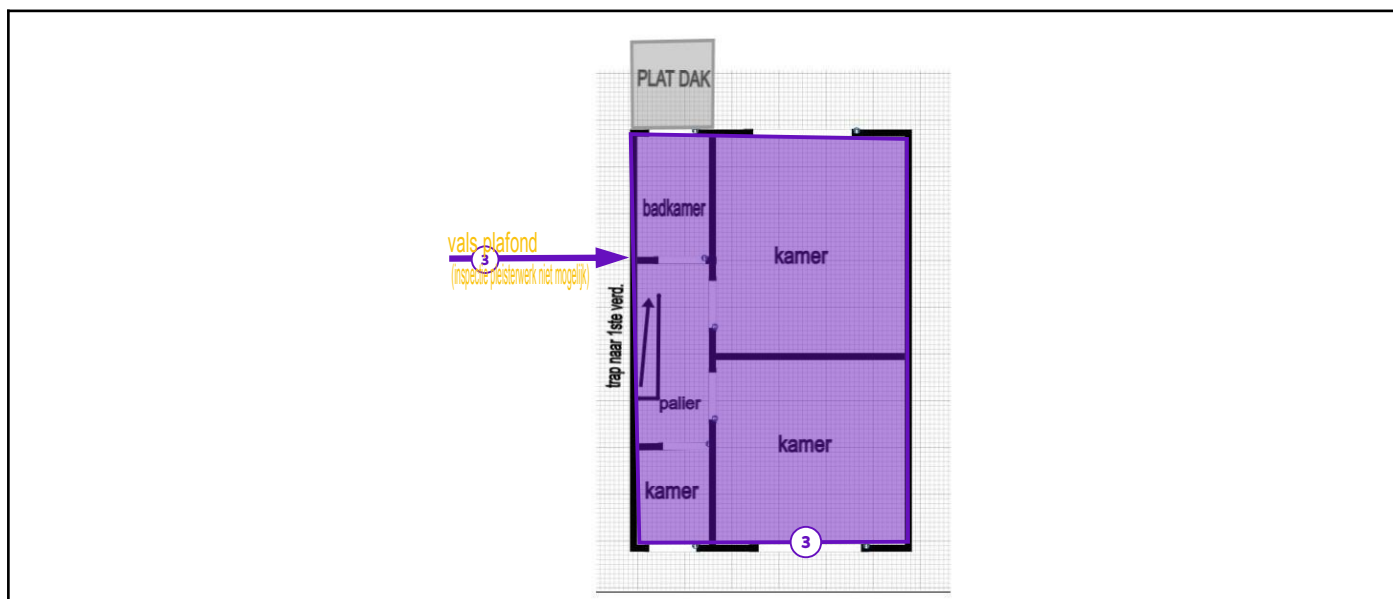 PLAT DAK
badkamer
kamer
vals plafond
3
(inspectie pleisterwerk niet mogelijk)
trap naar 1ste verd.
palier
kamer
kamer
3